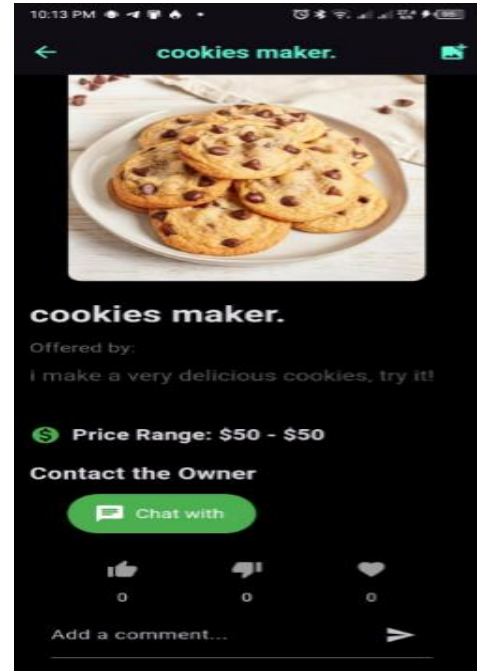 10:13 PM
cookies maker.
cookies maker.
Offered by:
i make a very delicious cookies, try it!
Price Range: $50 - $50
Contact the Owner
Chat with
0 0 0
Add a comment...